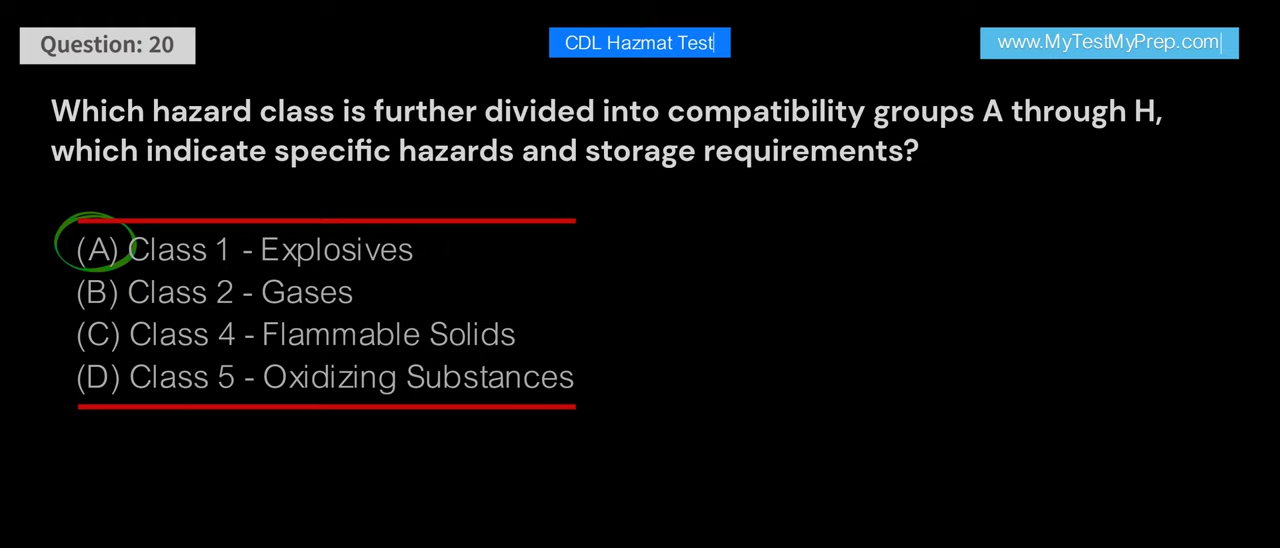 Question: 20
CDL Hazmat Test
www.MyTestMyPrep.com
Which hazard class is further divided into compatibility groups A through H,
which indicate specific hazards and storage requirements?
(A) Class 1 - Explosives
(B) Class 2 - Gases
(C) Class 4 - Flammable Solids
(D) Class 5 - Oxidizing Substances